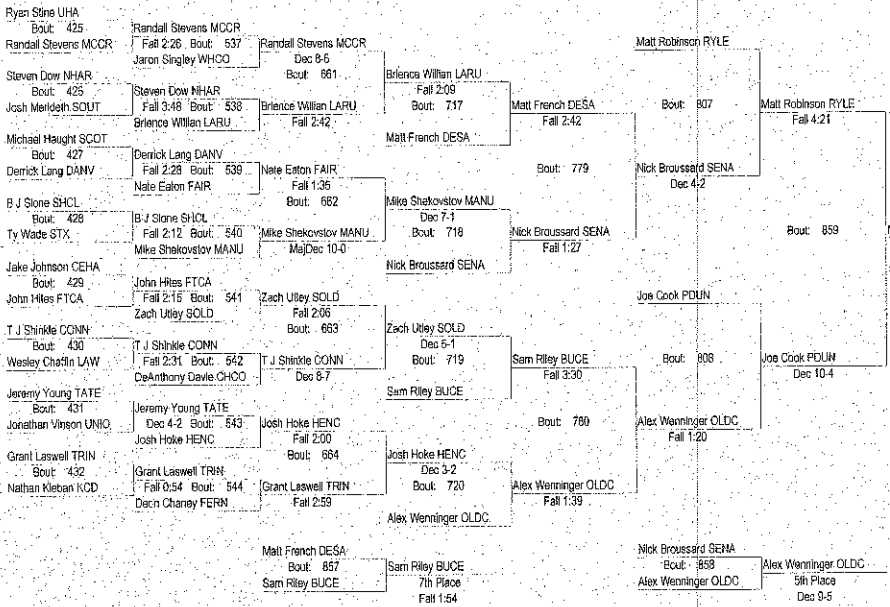 Ryan Stine UHA
Bout: 425
Randall Stevens MCCR
Steven Dow NHAR
Bout: 426
Josh Merideth SOUT
Michael Haught SCOT
Bout: 427
Derrick Lang DANV
B J Slone SHCL
Bout: 428
Ty Wade STX
Jake Johnson CEHA
Bout: 429
John Hites FTCA
T J Shinkle CONN
Bout: 430
Wesley Chaflin LAW
Jeremy Young TATE
Bout: 431
Jonathan Vinson UNIO
Grant Laswell TRIN
Bout: 432
Nathan Kleban KCD
Randall Stevens MCCR
Fall 2:26 Bout: 537
Jaron Singley WHCO
Steven Dow NHAR
Fall 3:48 Bout: 538
Brience Willian LARU
Derrick Lang DANV
Fall 2:28 Bout: 539
Nate Eaton FAIR
B J Slone SHCL
Fall 2:12 Bout: 540
Mike Shekovstov MANU
John Hites FTCA
Fall 2:15 Bout: 541
Zach Utley SOLD
T J Shinkle CONN
Fall 2:31 Bout: 542
DeAnthony Davie CHCO
Jeremy Young TATE
Dec 4-2 Bout: 543
Josh Hoke HENC
Grant Laswell TRIN
Fall 0:54 Bout: 544
Chaney FERN
Randall Stevens MCCR
Dec 8-6
Bout: 661
Brience Willian LARU
Fall 2:42
Nate Eaton FAIR
Fall 1:35
Bout: 662
Mike Shekovstov MANU
MajDec 10-0
Zach Utley SOLD
Fall 2:06
Bout: 663
T J Shinkle CONN
Dec 8-7
Josh Hoke HENC
Fall 2:00
Bout: 664
Grant Laswell TRIN
Fall 2:59
Brience Willian LARU
Fall 2:09
Bout: 717
Matt French DESA
Mike Shekovstov MANU
Dec 7-1
Bout: 718
Nick Broussard SENA
Zach Utley SOLD
Dec 5-1
Bout: 719
Sam Riley BUCE
Josh Hoke HENC
Dec 3-2
Bout: 720
Alex Wenninger OLDC
Matt French DESA
Fall 2:42
Bout: 779
Nick Broussard SENA
Fall 1:27
Sam Riley BUCE
Fall 3:30
Bout: 780
Alex Wenninger OLDC
Fall 1:39
Matt Robinson RYLE
Bout: 807
Nick Broussard SENA
Dec 4-2
Joe Cook PDUN
Bout: 808
Alex Wenninger OLDC
Fall 1:20
Matt Robinson RYLE
Fall 4:21
Bout: 859
Joe Cook PDUN
Dec 10-4
Matt French DESA
Bout: 857
Sam Riley BUCE
Sam Riley BUCE
7th Place
Fall 1:54
Nick Broussard SENA
Bout: 858
Alex Wenninger OLDC
Alex Wenninger OLDC
5th Place
Dec 9-5